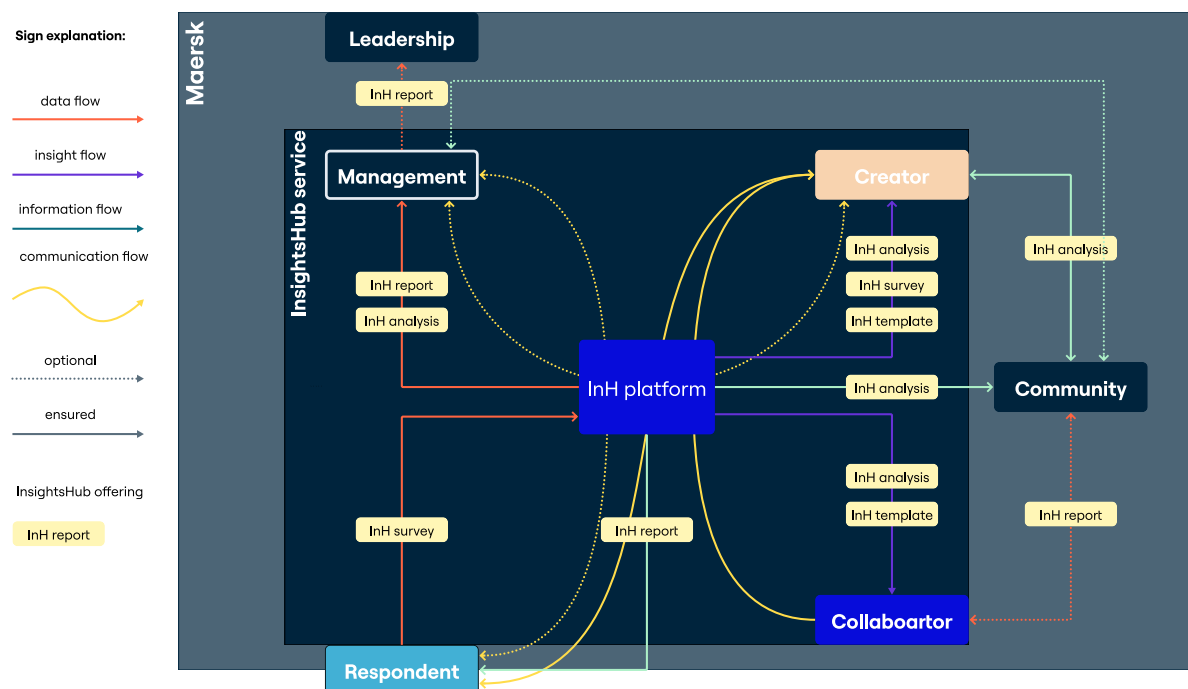 Sign explanation:
data flow
insight flow
information flow
communication flow
optional
ensured
InsightsHub offering
InH report
Maersk
Leadership
InH report
InsightsHub service
Management
Creator
InH report
InH analysis
InH analysis
InH survey
InH template
InH analysis
InH platform
InH analysis
Community
InH survey
InH report
InH analysis
InH template
InH report
Collaboartor
Respondent